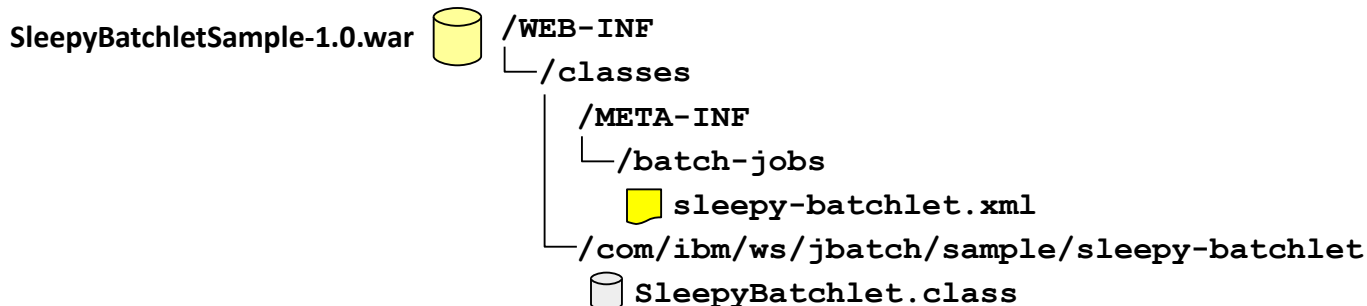 SleepyBatchletSample-1.0.war
/WEB-INF
/classes
/META-INF
/batch-jobs
sleepy-batchlet.xml
/com/ibm/ws/jbatch/sample/sleepy-batchlet
SleepyBatchlet.class